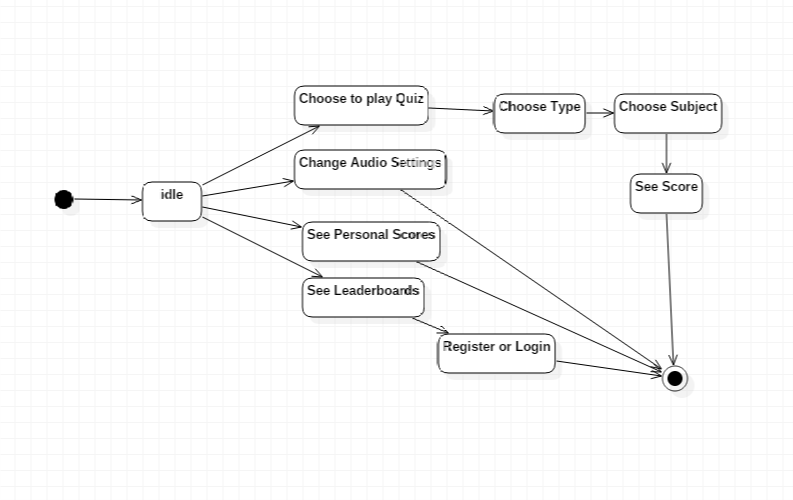 Choose to play Quiz
Choose Type
Choose Subject
Change Audio Settings
idle
See Score
See Personal Scores
See Leaderboards
Register or Login